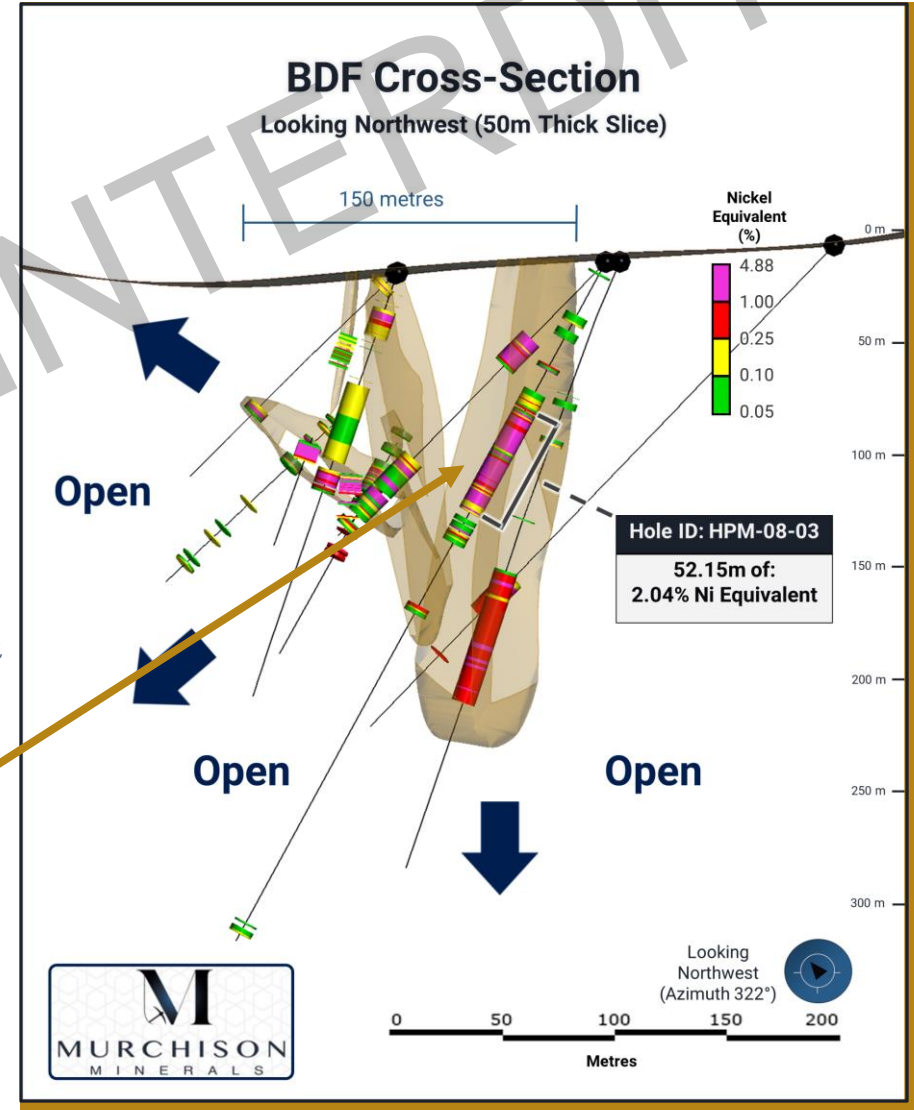 INTERDI
BDF Cross-Section
Looking Northwest (50m Thick Slice)
150 metres
Nickel
Equivalent
(%)
4.88
1.00
0.25
0.10
0.05
0 m
50 m
100 m
150 m
200 m
250 m
300 m
Open
Hole ID: HPM-08-03
52.15m of:
2.04% Ni Equivalent
Open
Open
Looking
Northwest
(Azimuth 322°)
M
MURCHISON
MINERALS
0 50 100 150 200
Metres